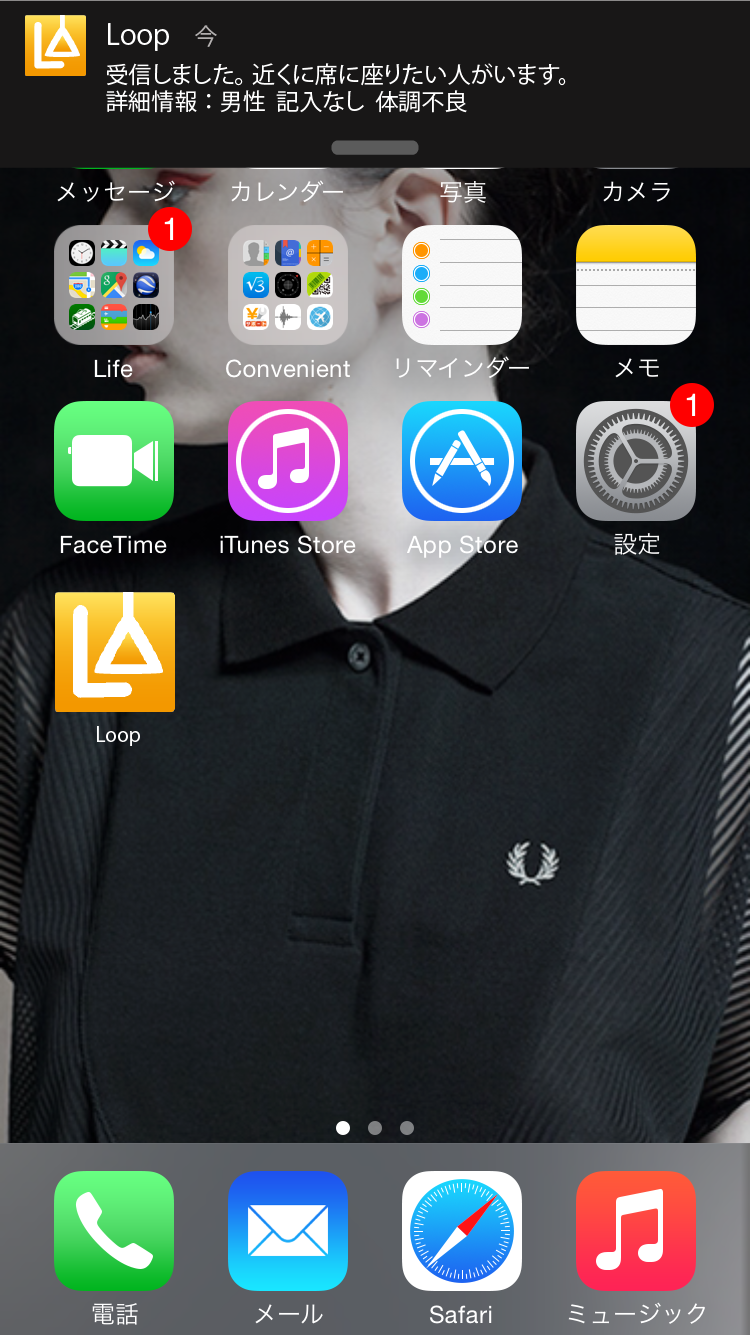 Loop 今
受信しました。近くに席に座りたい人がいます。
詳細情報：男性 記入なし 体調不良
メッセージ カレンダー 写真 カメラ
1
Life Convenient リマインダー メモ
1
FaceTime iTunes Store App Store 設定
Loop
電話 メール Safari ミュージック